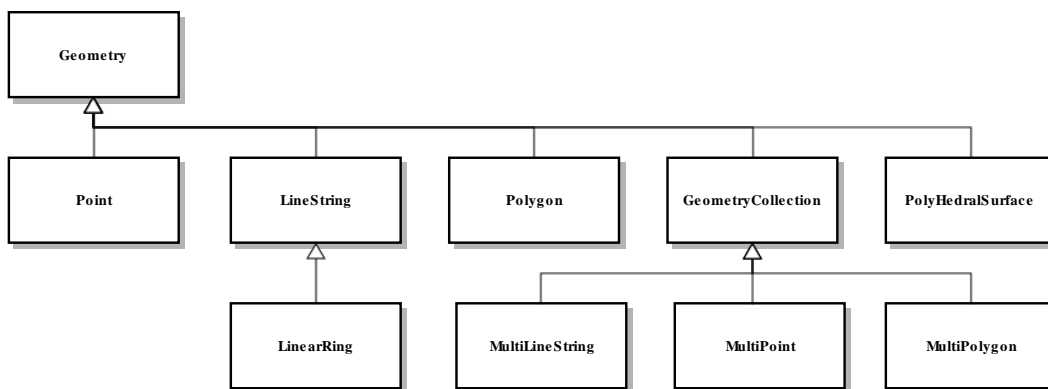 Geometry
Point
LineString
Polygon
GeometryCollection
PolyHedralSurface
LinearRing
MultiLineString
MultiPoint
MultiPolygon